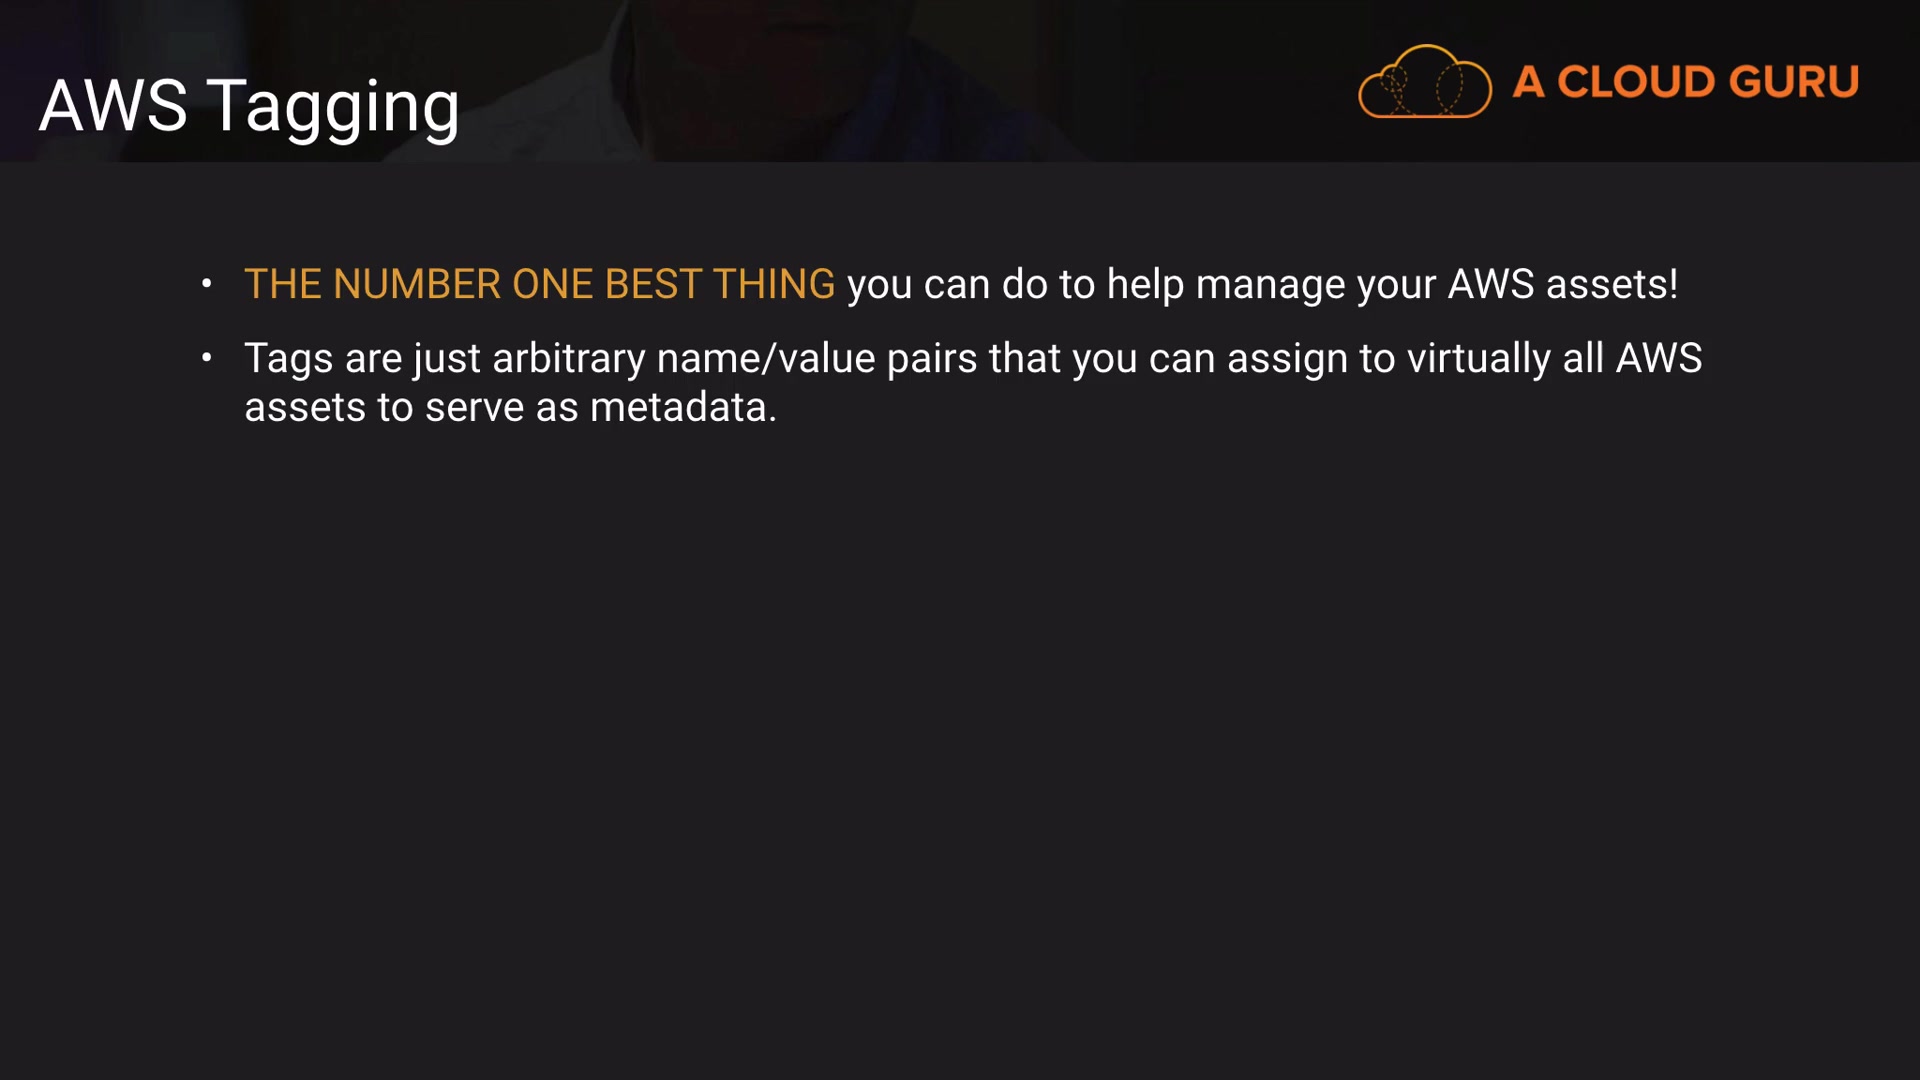 AWS Tagging
A CLOUD GURU
• THE NUMBER ONE BEST THING you can do to help manage your AWS assets!
• Tags are just arbitrary name/value pairs that you can assign to virtually all AWS
assets to serve as metadata.